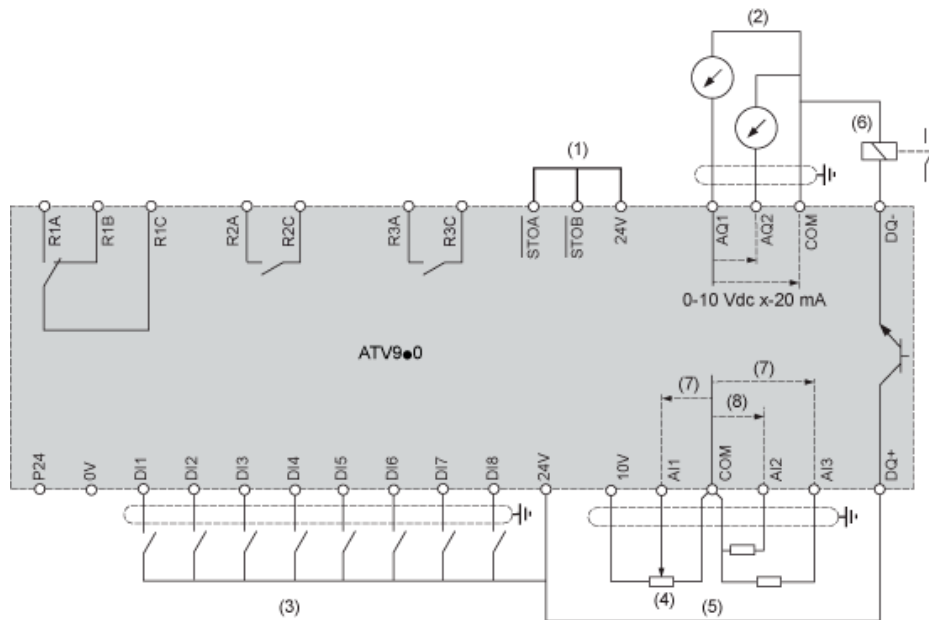 (2)
(6)
(1)
R1A
R1B
R1C
R2A
R2C
R3A
R3C
STOA
STOB
24V
AQ1
AQ2
COM
DQ-
0-10 Vdc x-20 mA
ATV9●0
(7)
(7)
(8)
P24
0V
DI1
DI2
DI3
DI4
DI5
DI6
DI7
DI8
24V
10V
AI1
COM
AI2
AI3
DQ+
(3)
(4)
(5)